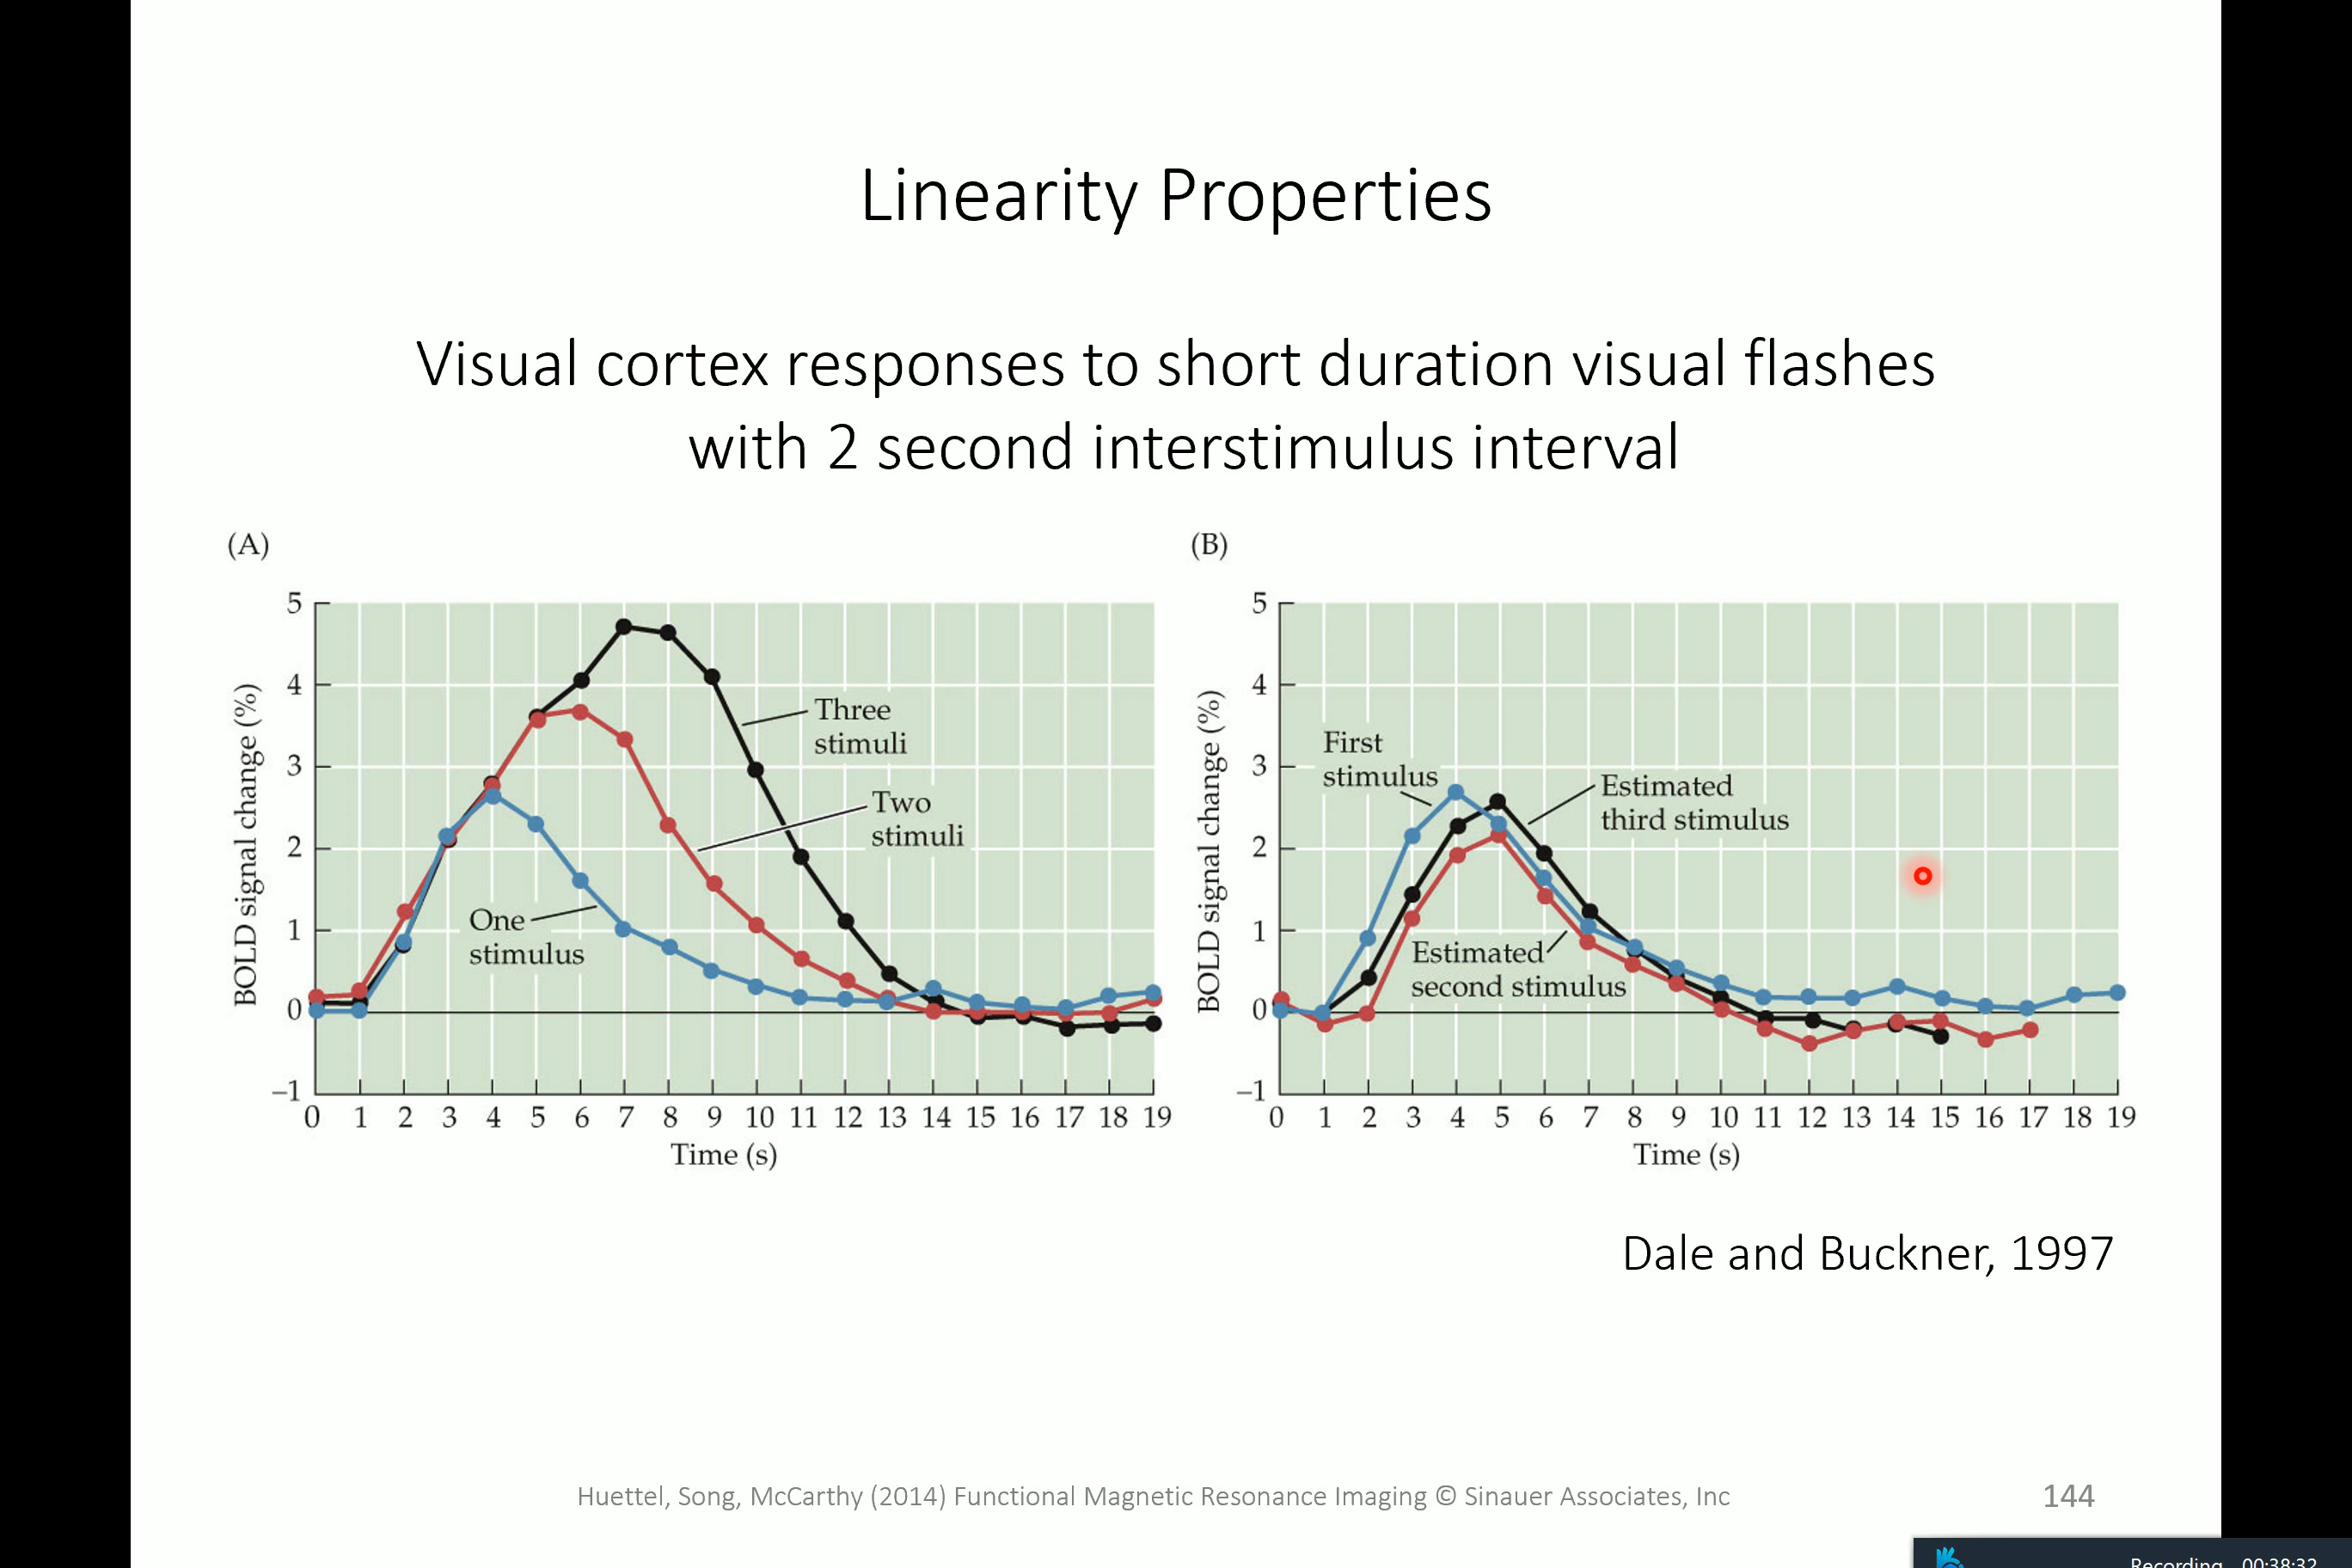 Linearity Properties
Visual cortex responses to short duration visual flashes
with 2 second interstimulus interval
(A)
BOLD signal change (%)
5
4
3
2
1
0
–1
Three
stimuli
Two
stimuli
One
stimulus
0 1 2 3 4 5 6 7 8 9 10 11 12 13 14 15 16 17 18 19
Time (s)
(B)
BOLD signal change (%)
5
4
3
2
1
0
–1
First
stimulus
Estimated
third stimulus
Estimated
second stimulus
0 1 2 3 4 5 6 7 8 9 10 11 12 13 14 15 16 17 18 19
Time (s)
Dale and Buckner, 1997
Huettel, Song, McCarthy (2014) Functional Magnetic Resonance Imaging © Sinauer Associates, Inc
144
Recording 00:38:32